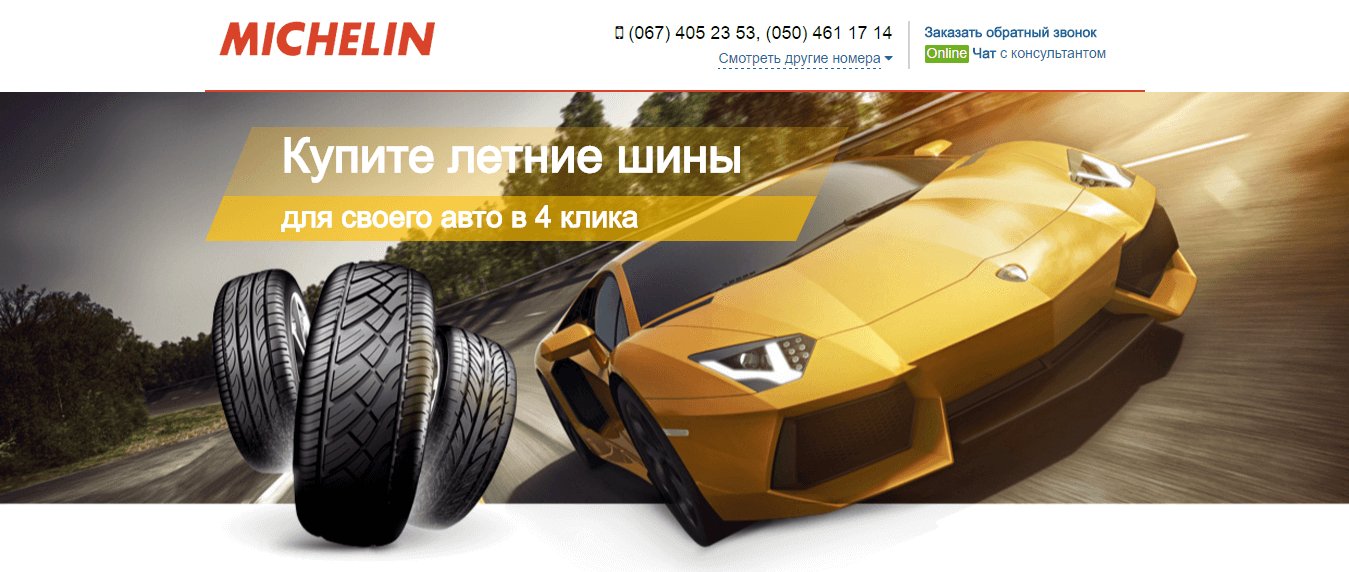 MICHELIN
(067) 405 23 53, (050) 461 17 14
Смотреть другие номера
Заказать обратный звонок
Online Чат с консультантом
Купите летние шины
для своего авто в 4 клика